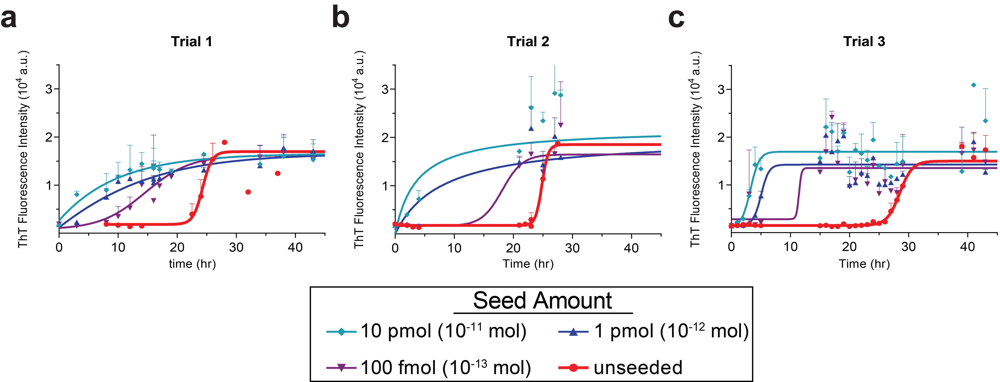 a
b
c
Trial 1
Trial 2
Trial 3
ThT Fluorescence Intensity (10⁴ a.u.)
3
2
1
0 10 20 30 40
time (hr)
ThT Fluorescence Intensity (10⁴ a.u.)
3
2
1
0 10 20 30 40
Time (hr)
ThT Fluorescence Intensity (10⁴ a.u.)
3
2
1
0 10 20 30 40
Time (hr)
Seed Amount
10 pmol (10⁻¹¹ mol)
1 pmol (10⁻¹² mol)
100 fmol (10⁻¹³ mol)
unseeded